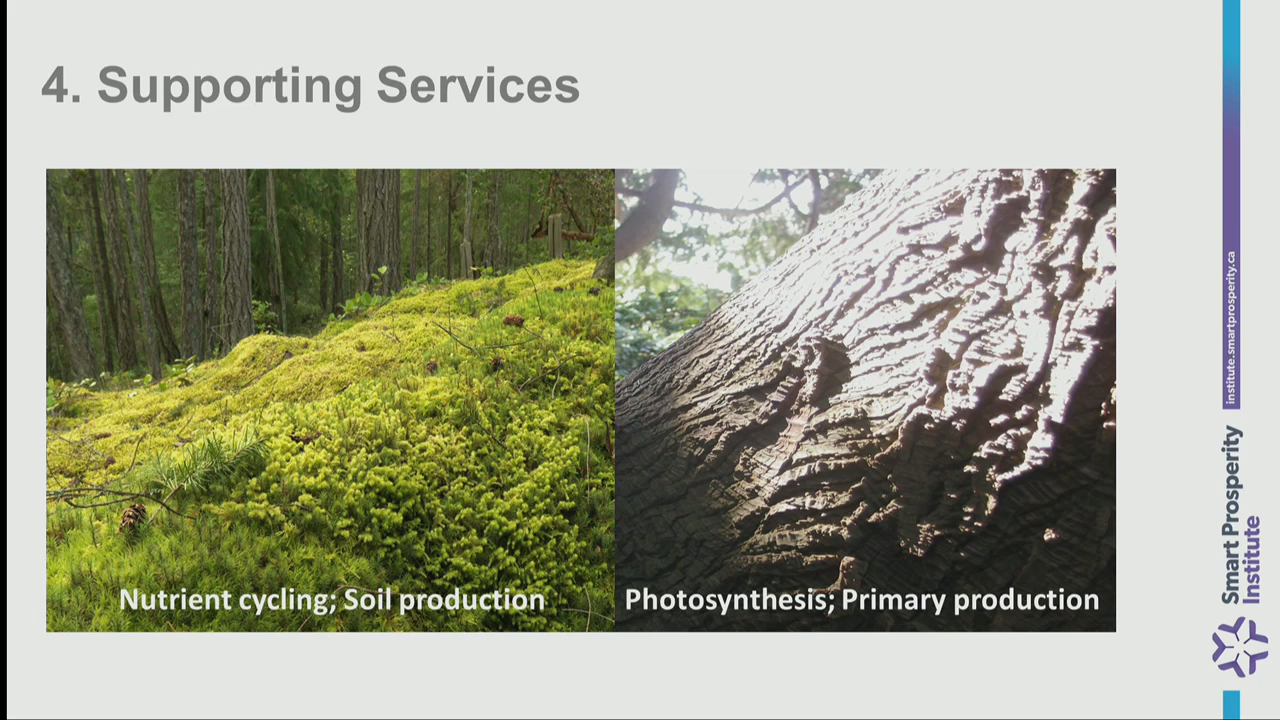 4. Supporting Services
Nutrient cycling; Soil production
Photosynthesis; Primary production
institute.smartprosperity.ca
Smart Prosperity
Institute